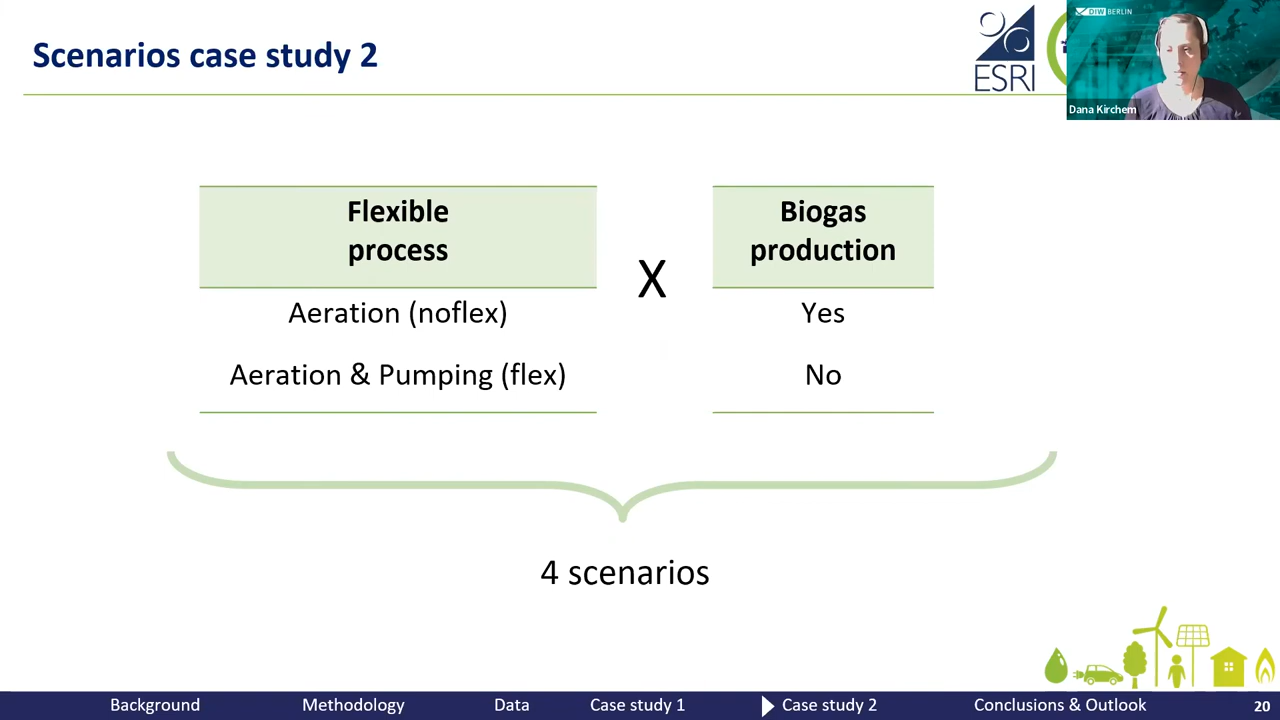 Scenarios case study 2
ESRI
DIW BERLIN
Dana Kirchem
Flexible
process
X
Biogas
production
Aeration (noflex)
Yes
Aeration & Pumping (flex)
No
4 scenarios
Background
Methodology
Data
Case study 1
Case study 2
Conclusions & Outlook
20